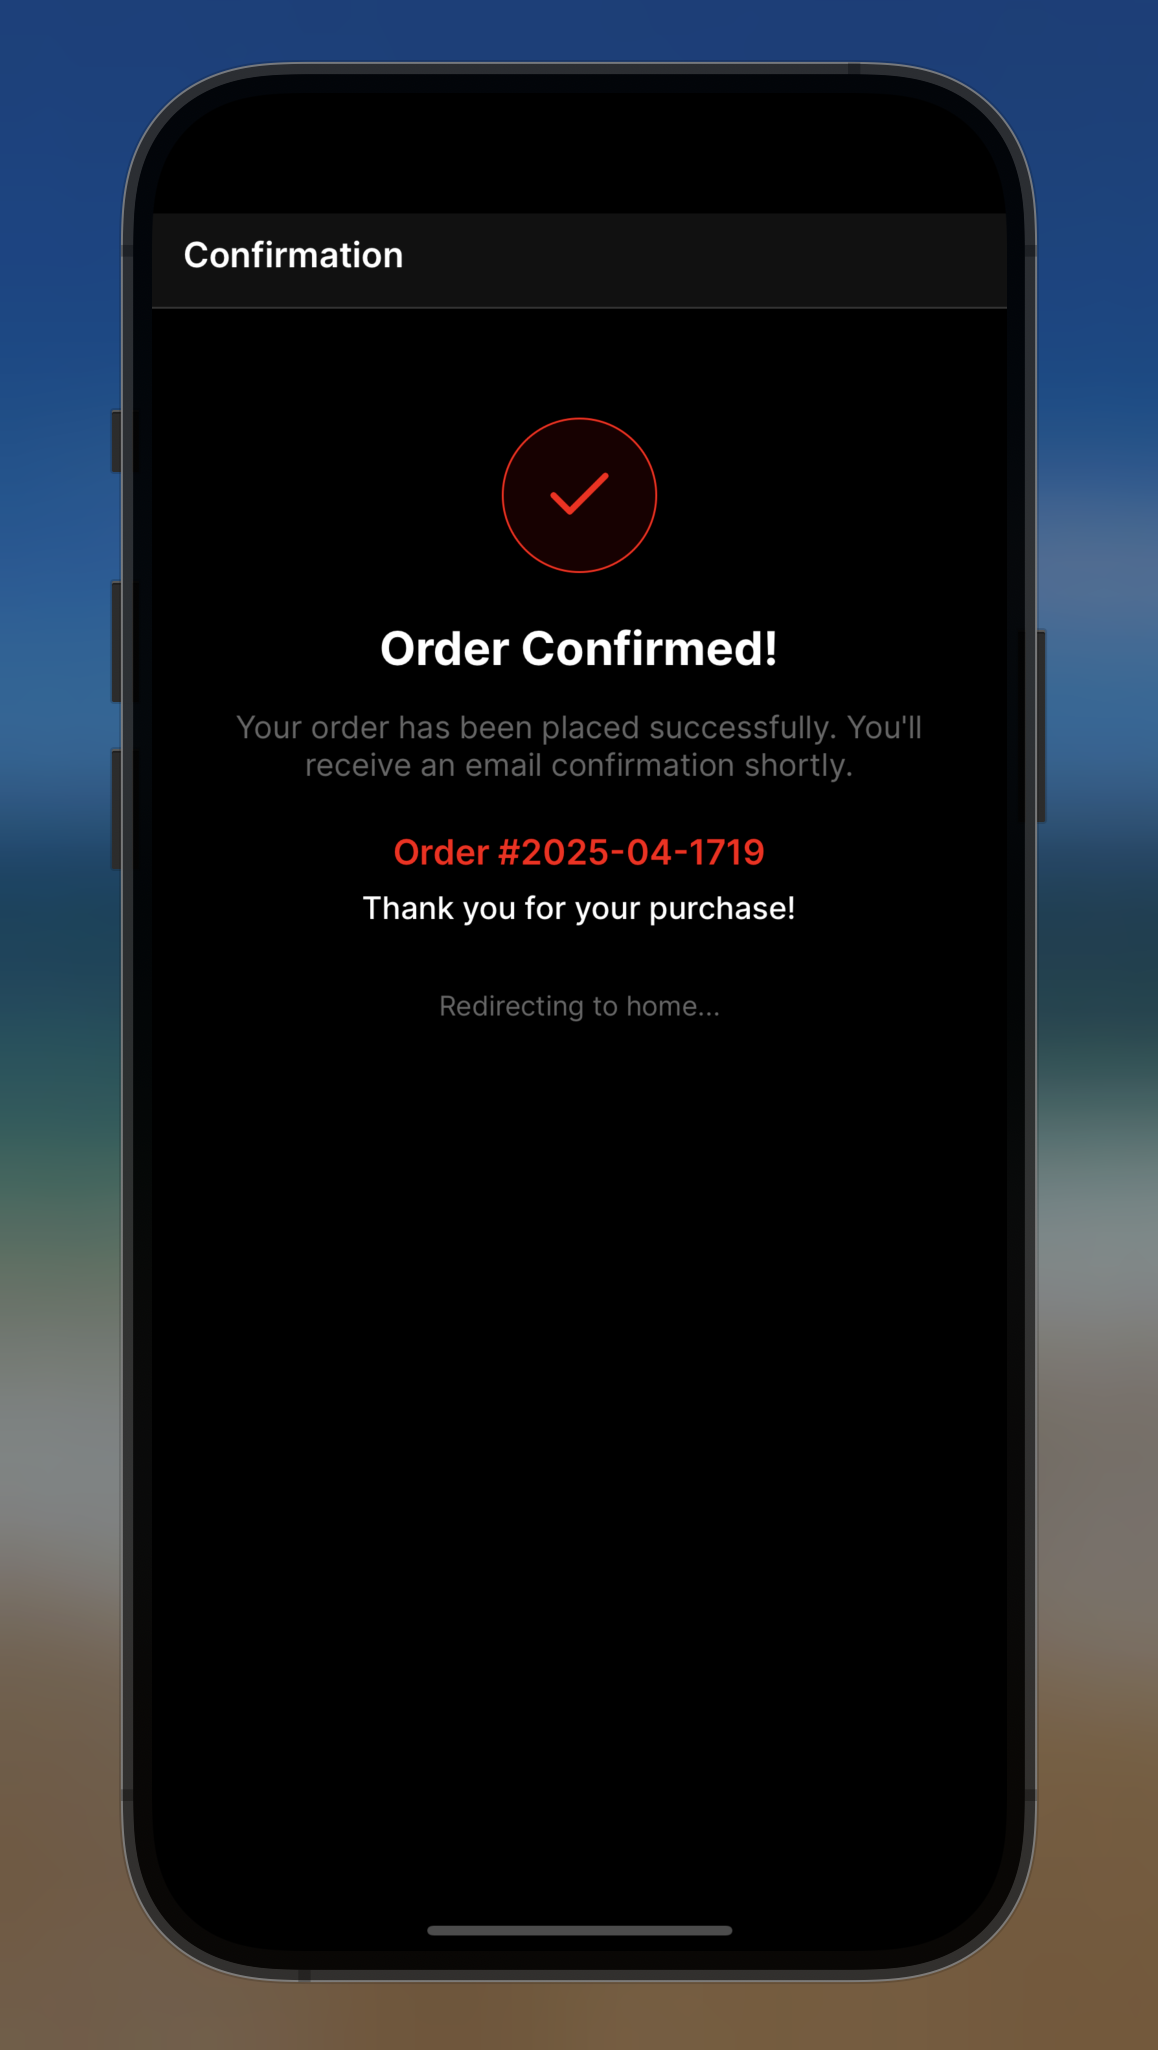 Confirmation
Order Confirmed!
Your order has been placed successfully. You'll
receive an email confirmation shortly.
Order #2025-04-1719
Thank you for your purchase!
Redirecting to home...